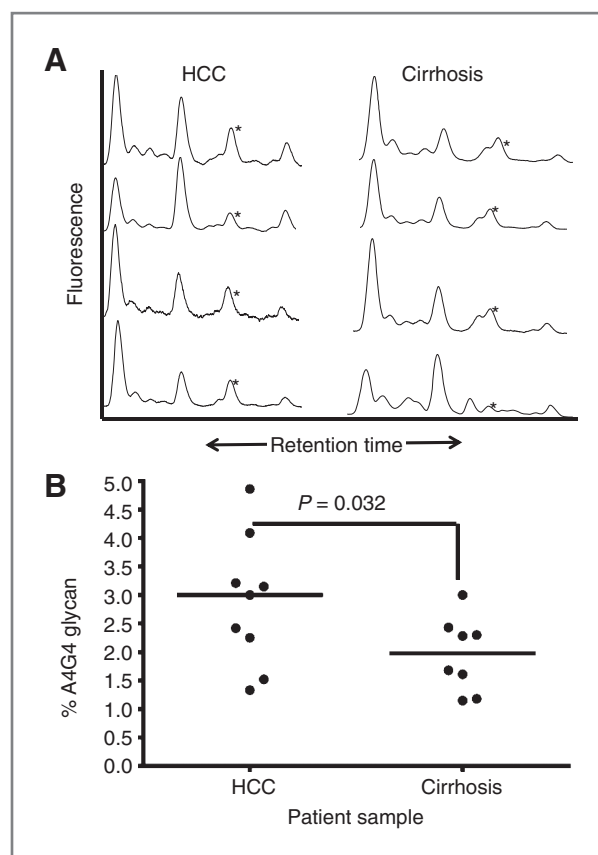 A
HCC
Cirrhosis
*
*
*
*
*
*
*
*
Fluorescence
Retention time
B
P = 0.032
5.0
4.5
4.0
3.5
3.0
2.5
2.0
1.5
1.0
0.5
0.0
% A4G4 glycan
HCC
Cirrhosis
Patient sample